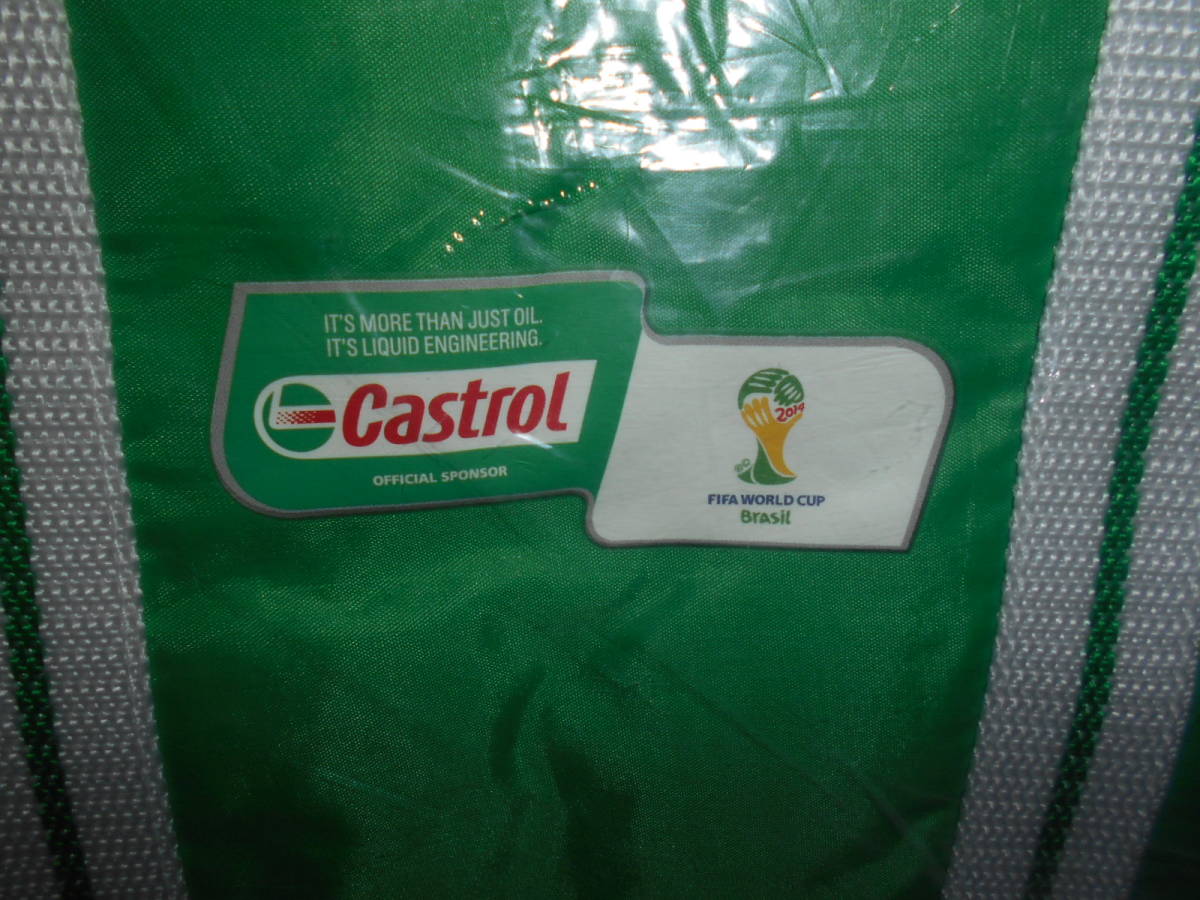 IT'S MORE THAN JUST OIL.
IT'S LIQUID ENGINEERING.
Castrol
OFFICIAL SPONSOR
2014
FIFA WORLD CUP
Brasil